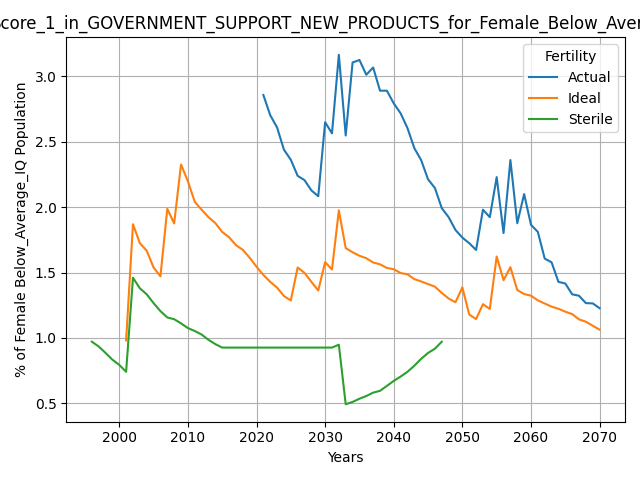 core_1_in_GOVERNMENT_SUPPORT_NEW_PRODUCTS_for_Female_Below_Aver
Fertility
Actual
Ideal
Sterile
% of Female Below_Average_IQ Population
3.0
2.5
2.0
1.5
1.0
0.5
2000 2010 2020 2030 2040 2050 2060 2070
Years